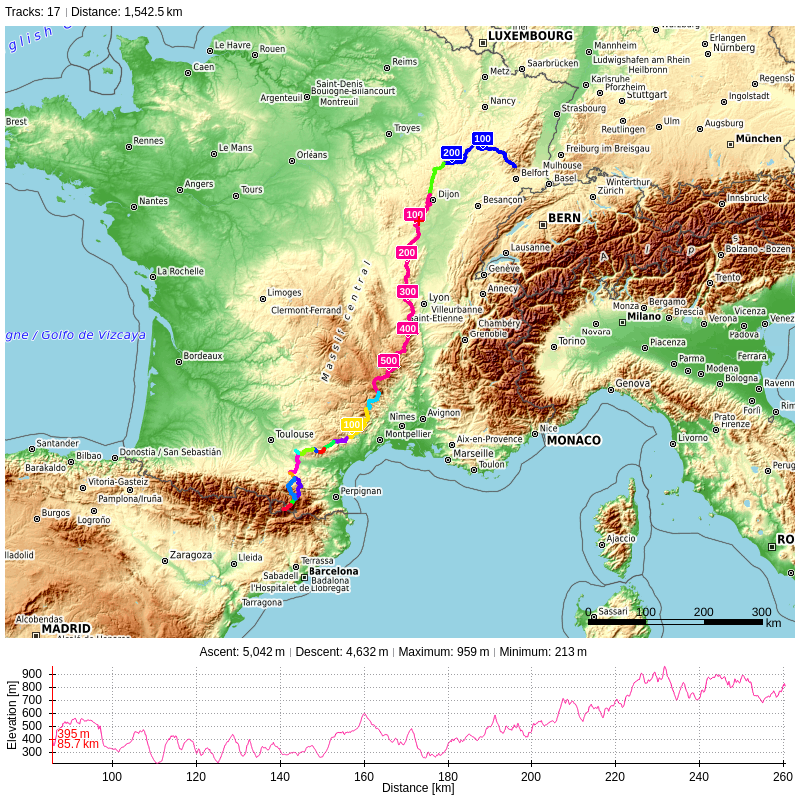 Tracks: 17 | Distance: 1,542.5 km
glish C
LUXEMBOURG
Le Havre
Rouen
Reims
Mannheim
Erlangen
Nürnberg
Caen
Saint-Denis
Boulogne-Billancourt
Argenteuil
Montreuil
Metz
Saarbrücken
Ludwigshafen am Rhein
Heilbronn
Karlsruhe
Pforzheim
Stuttgart
Regensb
Ingolstadt
Nancy
Strasbourg
Brest
Rennes
Le Mans
Troyes
Orléans
Reutlingen
Ulm
Augsburg
München
100
200
Freiburg im Breisgau
Mulhouse
Belfort
Basel
Winterthur
Zürich
Angers
Tours
Nantes
Dijon
Besançon
BERN
Innsbruck
100
200
300
400
500
100
Lausanne
Genève
Annecy
A l p s
Bolzano - Bozen
Trento
La Rochelle
Limoges
Clermont-Ferrand
Massif central
Lyon
Villeurbanne
Saint-Etienne
Chambéry
Grenoble
Monza
Bergamo
Milano
Brescia
Verona
Vicenza
Venez
Padova
Novara
Torino
Piacenza
Parma
Ferrara
Modena
Bologna
Ravenn
Forlì
Rim
gne / Golfo de Vizcaya
Bordeaux
Genova
Nîmes
Avignon
Montpellier
Toulouse
Aix-en-Provence
Marseille
Toulon
Nice
MONACO
Prato
Firenze
Livorno
Perug
Santander
Bilbao
Barakaldo
Donostia / San Sebastián
Vitoria-Gasteiz
Pamplona/Iruña
Burgos
Logroño
Perpignan
Ajaccio
RO
lladolid
Zaragoza
Lleida
Terrassa
Sabadell
Barcelona
Badalona
l'Hospitalet de Llobregat
Tarragona
Sassari
Alcobendas
MADRID
0 100 200 300
km
Ascent: 5,042 m | Descent: 4,632 m | Maximum: 959 m | Minimum: 213 m
Elevation [m]
900
800
700
600
500
400
300
395 m
85.7 km
100 120 140 160 180 200 220 240 260
Distance [km]